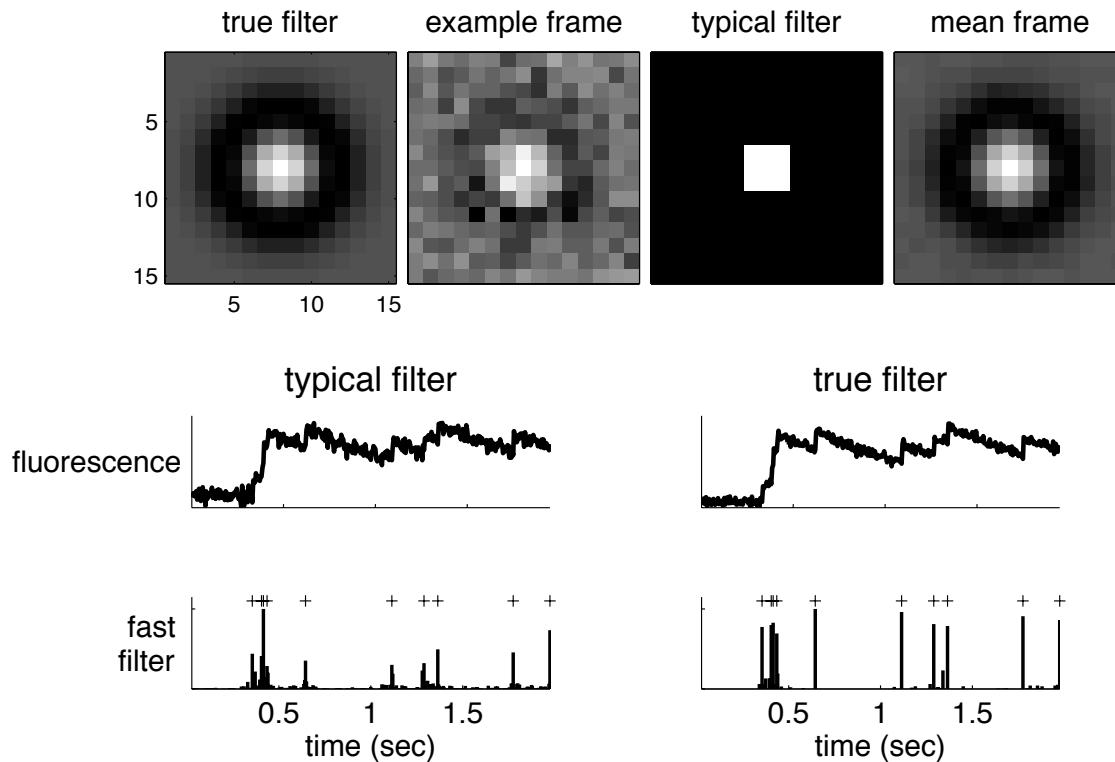 true filter
example frame
typical filter
mean frame
5
10
15
5
10
15
typical filter
true filter
fluorescence
fast
filter
0.5
1
1.5
time (sec)
0.5
1
1.5
time (sec)